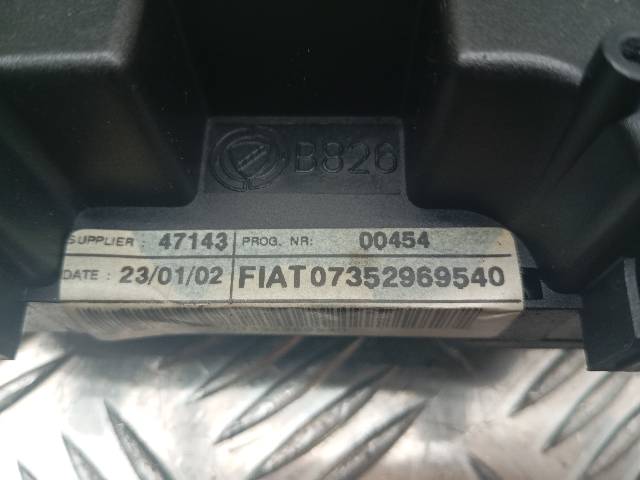 B826
SUPPLIER : 47143 PROG. NR: 00454
DATE : 23/01/02 FIAT 07352969540